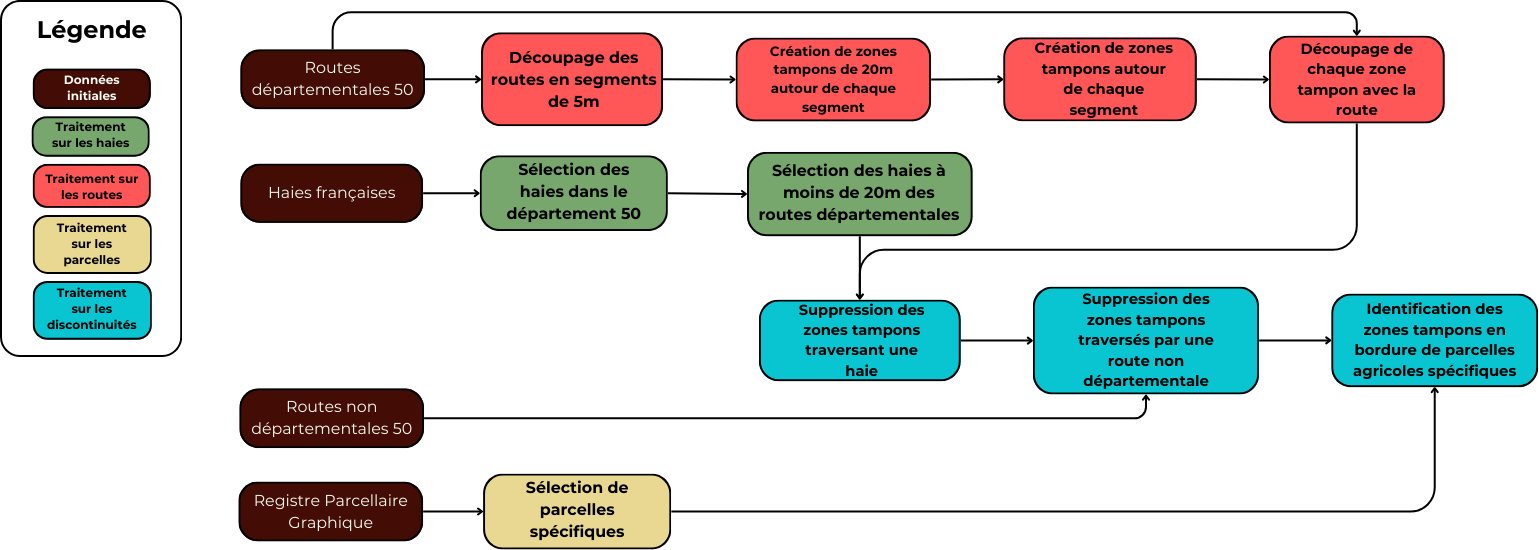 Légende
Données
initiales
Traitement
sur les haies
Traitement sur
les routes
Traitement
sur les
parcelles
Traitement
sur les
discontinuités
Routes
départementales 50
Découpage des
routes en segments
de 5m
Création de zones
tampons de 20m
autour de chaque
segment
Création de zones
tampons autour
de chaque
segment
Découpage de
chaque zone
tampon avec la
route
Haies françaises
Sélection des
haies dans le
département 50
Sélection des haies à
moins de 20m des
routes départementales
Suppression des
zones tampons
traversant une
haie
Suppression des
zones tampons
traversés par une
route non
départementale
Identification des
zones tampons en
bordure de parcelles
agricoles spécifiques
Routes non
départementales 50
Registre Parcellaire
Graphique
Sélection de
parcelles
spécifiques